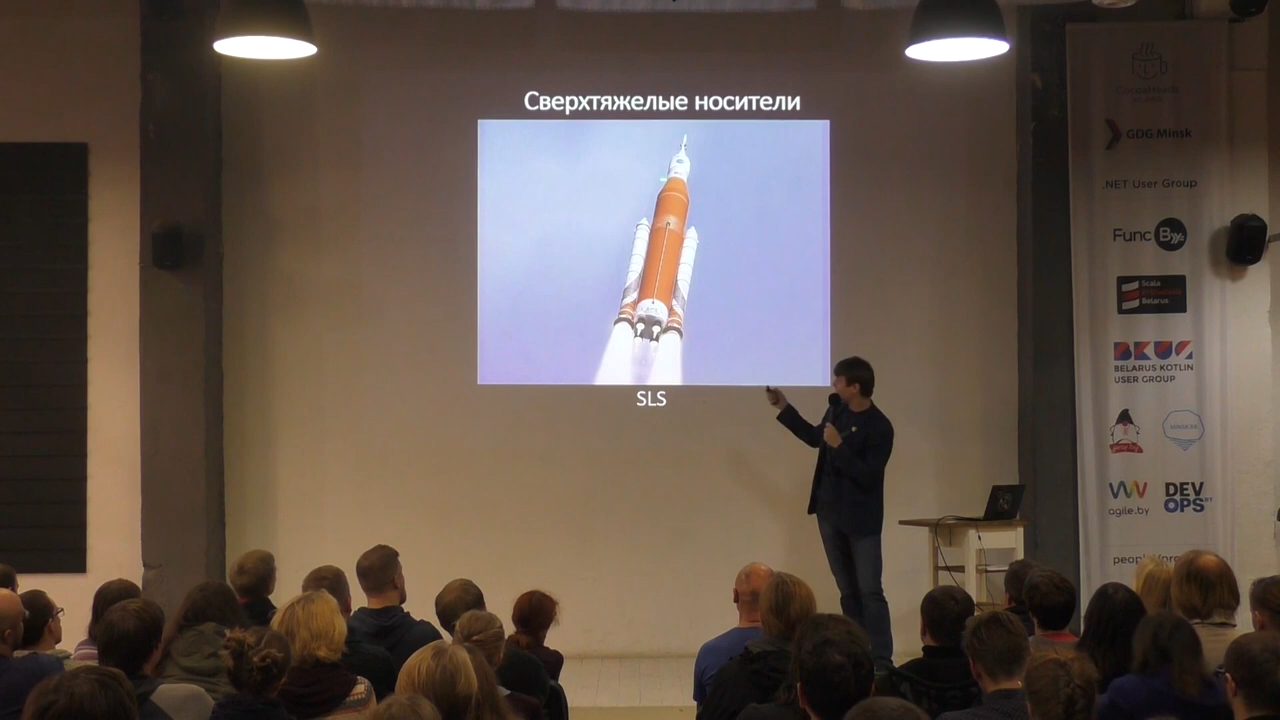 Сверхтяжелые носители
SLS
GDG Minsk
.NET User Group
Func By
Scala
Belarus
BKUG
BELARUS KOTLIN
USER GROUP
agile.by
DEV
OPS BY